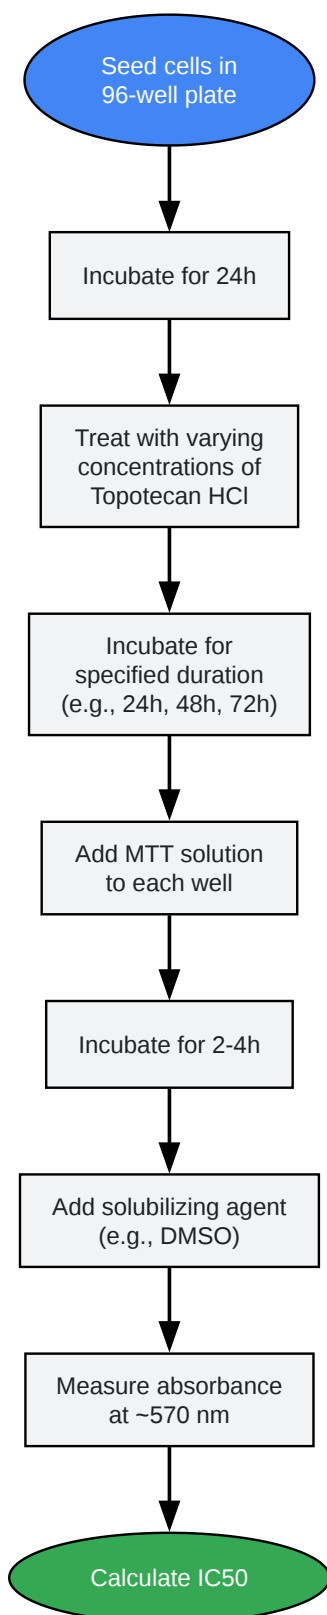 Seed cells in
96-well plate
Incubate for 24h
Treat with varying
concentrations of
Topotecan HCl
Incubate for
specified duration
(e.g., 24h, 48h, 72h)
Add MTT solution
to each well
Incubate for 2-4h
Add solubilizing agent
(e.g., DMSO)
Measure absorbance
at ~570 nm
Calculate IC50